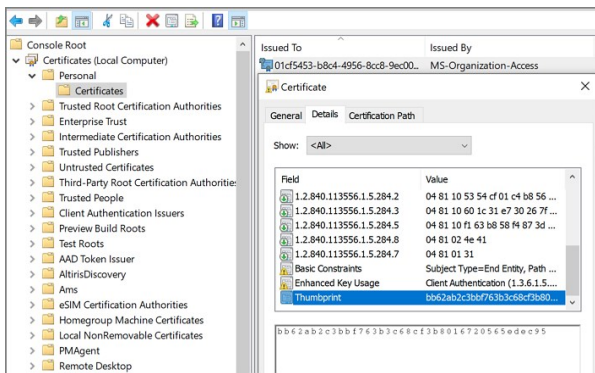 Console Root
Certificates (Local Computer)
Personal
Certificates
Trusted Root Certification Authorities
Enterprise Trust
Intermediate Certification Authorities
Trusted Publishers
Untrusted Certificates
Third-Party Root Certification Authorities
Trusted People
Client Authentication Issuers
Preview Build Roots
Test Roots
AAD Token Issuer
AltirisDiscovery
Ams
eSIM Certification Authorities
Homegroup Machine Certificates
Local NonRemovable Certificates
PMAgent
Remote Desktop
Issued To Issued By
01cf5453-b8c4-4956-8cc8-9ec00... MS-Organization-Access
Certificate
General Details Certification Path
Show: <All>
Field Value
1.2.840.113556.1.5.284.2 04 81 10 53 54 cf 01 c4 b8 56 ...
1.2.840.113556.1.5.284.3 04 81 10 60 1c 31 e7 30 26 7f ...
1.2.840.113556.1.5.284.5 04 81 10 f1 63 b8 58 f4 87 3d ...
1.2.840.113556.1.5.284.8 04 81 02 4e 41
1.2.840.113556.1.5.284.7 04 81 01 31
Basic Constraints Subject Type=End Entity, Path ...
Enhanced Key Usage Client Authentication (1.3.6.1.5....
Thumbprint bb62ab2c3bbf763b3c68cf3b80...
bb62ab2c3bbf763b3c68cf3b8016720565edec95